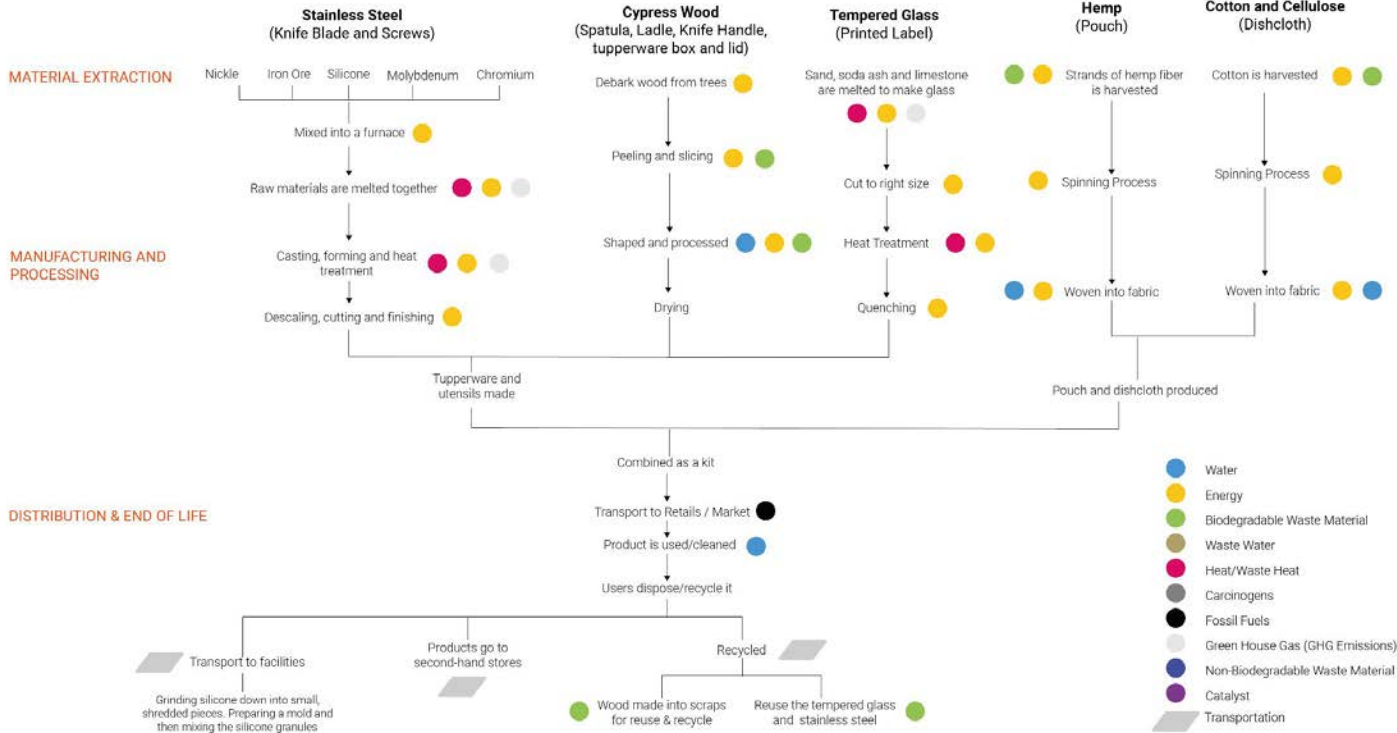 Stainless Steel
(Knife Blade and Screws)
Cypress Wood
(Spatula, Ladle, Knife Handle,
tupperware box and lid)
Tempered Glass
(Printed Label)
Hemp
(Pouch)
Cotton and Cellulose
(Dishcloth)
MATERIAL EXTRACTION
Nickle
Iron Ore
Silicone
Molybdenum
Chromium
Debark wood from trees
Sand, soda ash and limestone
are melted to make glass
Strands of hemp fiber
is harvested
Cotton is harvested
Mixed into a furnace
Peeling and slicing
Raw materials are melted together
Cut to right size
Spinning Process
Spinning Process
MANUFACTURING AND
PROCESSING
Casting, forming and heat
treatment
Shaped and processed
Heat Treatment
Woven into fabric
Woven into fabric
Descaling, cutting and finishing
Drying
Quenching
Tupperware and
utensils made
Pouch and dishcloth produced
Combined as a kit
DISTRIBUTION & END OF LIFE
Transport to Retails / Market
Product is used/cleaned
Users dispose/recycle it
Transport to facilities
Products go to
second-hand stores
Recycled
Grinding silicone down into small,
shredded pieces. Preparing a mold and
then mixing the silicone granules
Wood made into scraps
for reuse & recycle
Reuse the tempered glass
and stainless steel
Water
Energy
Biodegradable Waste Material
Waste Water
Heat/Waste Heat
Carcinogens
Fossil Fuels
Green House Gas (GHG Emissions)
Non-Biodegradable Waste Material
Catalyst
Transportation